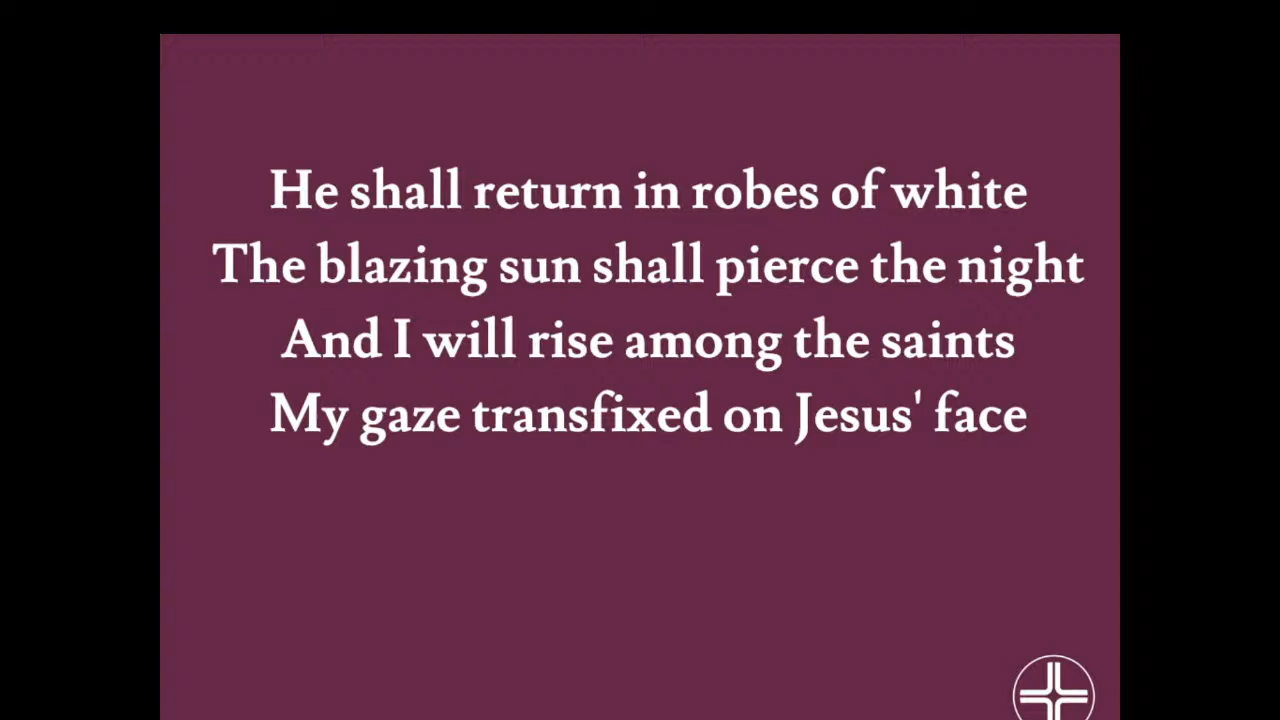 He shall return in robes of white
The blazing sun shall pierce the night
And I will rise among the saints
My gaze transfixed on Jesus' face